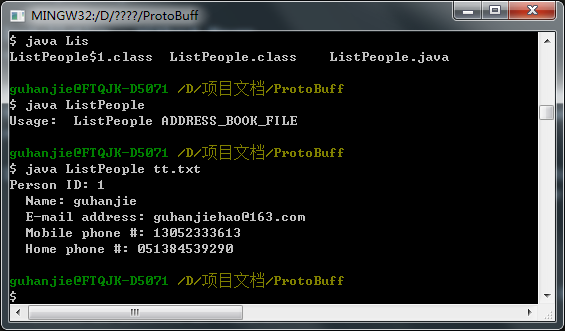 MINGW32:/D/????/ProtoBuff
$ java Lis
ListPeople$1.class  ListPeople.class    ListPeople.java
guhanjie@FTQJK-D5071 /D/项目文档/ProtoBuff
$ java ListPeople
Usage:  ListPeople ADDRESS_BOOK_FILE
guhanjie@FTQJK-D5071 /D/项目文档/ProtoBuff
$ java ListPeople tt.txt
Person ID: 1
  Name: guhanjie
  E-mail address: guhanjiehao@163.com
  Mobile phone #: 13052333613
  Home phone #: 051384539290
guhanjie@FTQJK-D5071 /D/项目文档/ProtoBuff
$